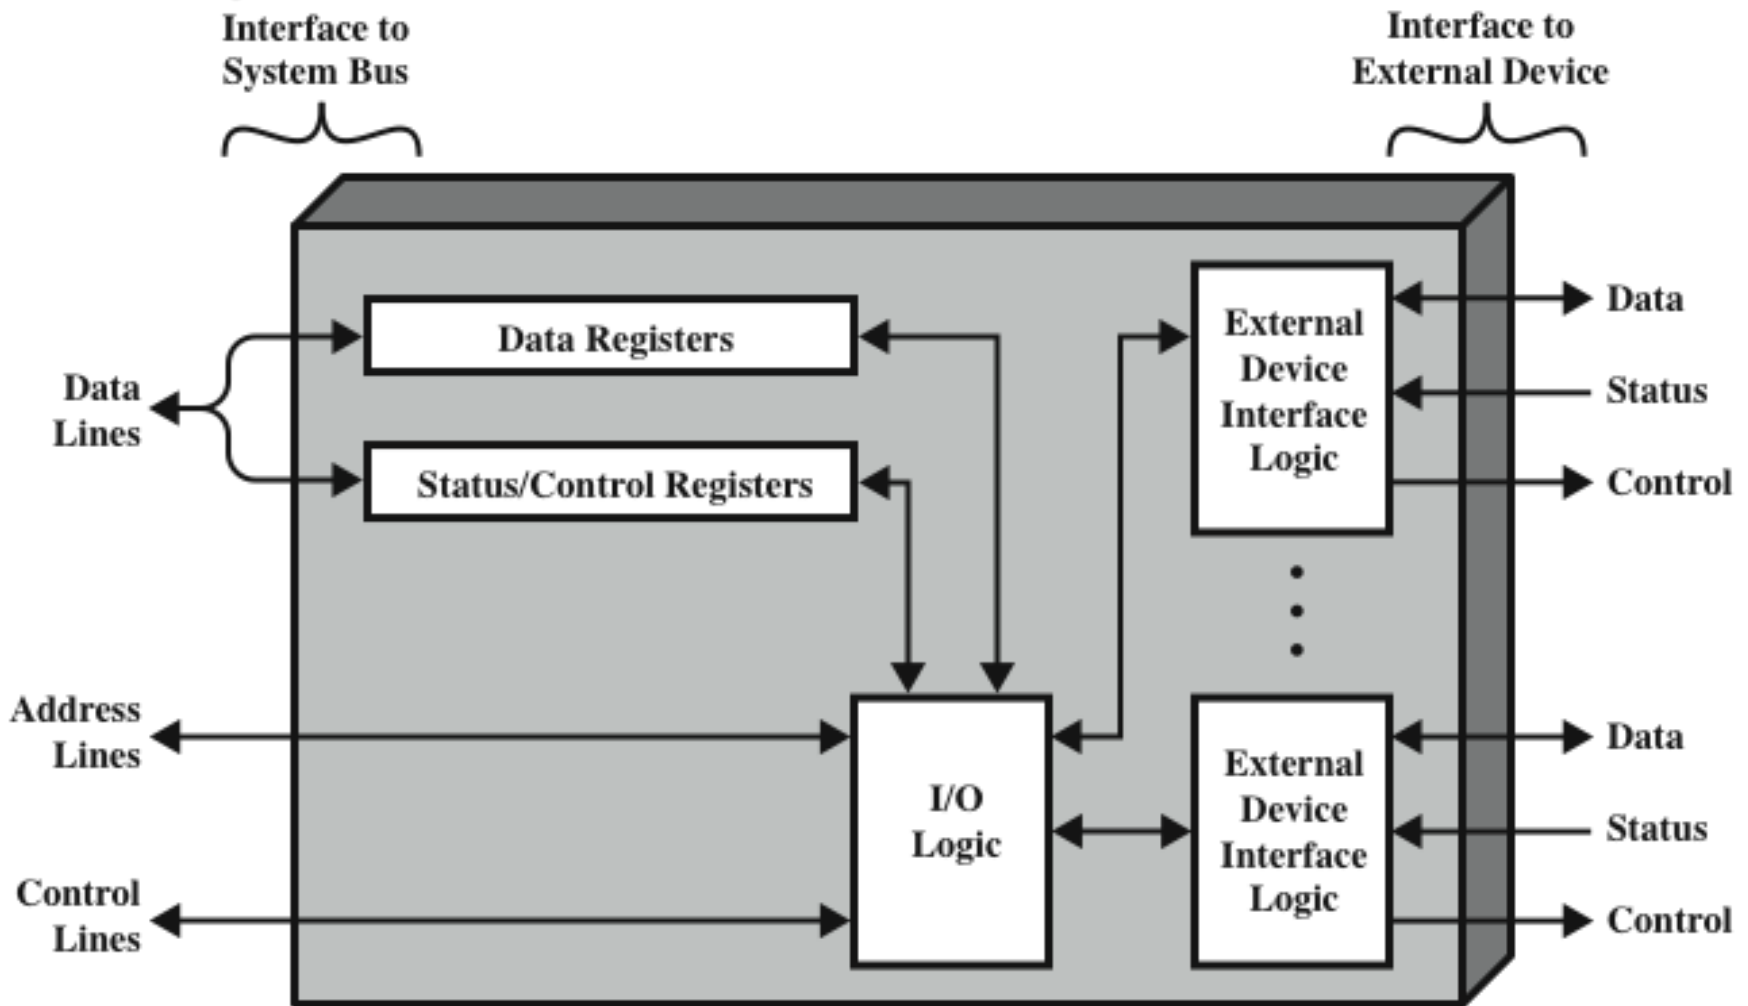 Interface to
System Bus
Interface to
External Device
Data Registers
Status/Control Registers
Data
Lines
Address
Lines
Control
Lines
I/O
Logic
External
Device
Interface
Logic
Data
Status
Control
External
Device
Interface
Logic
Data
Status
Control